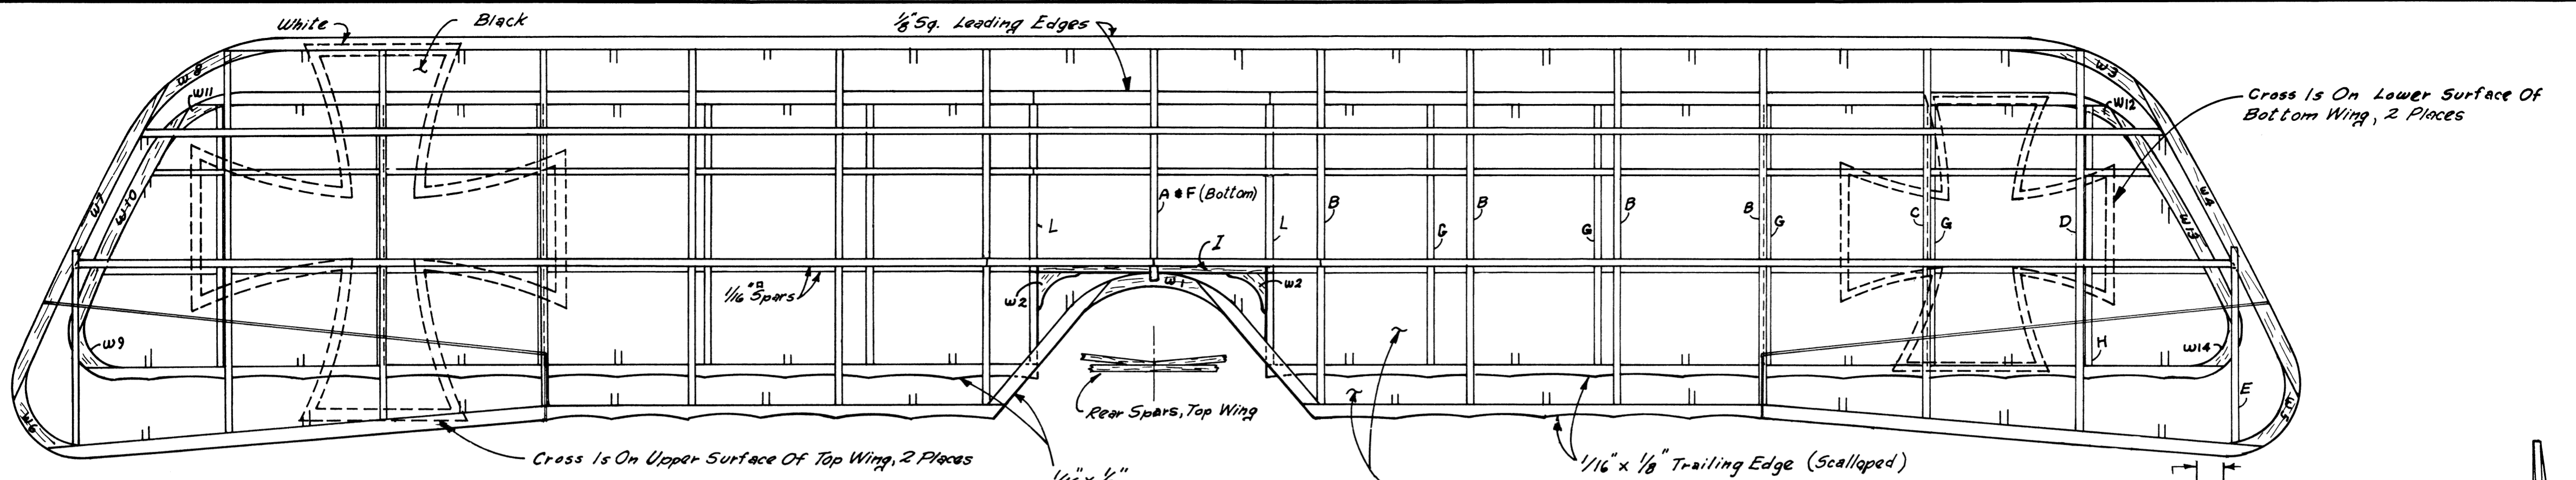 White
Black
1/8" Sq. Leading Edges
W8
W11
W3
W12
Cross Is On Lower Surface Of
Bottom Wing, 2 Places
W7
W10
A & F (Bottom)
L
L
B
G
B
G
B
B
G
C
G
D
W13
W4
I
1/16" Spars
W2
W1
W2
W9
W14
H
E
T
T
Rear Spars, Top Wing
W6
W5
Cross Is On Upper Surface Of Top Wing, 2 Places
1/16" x 1/8" Trailing Edge (Scalloped)